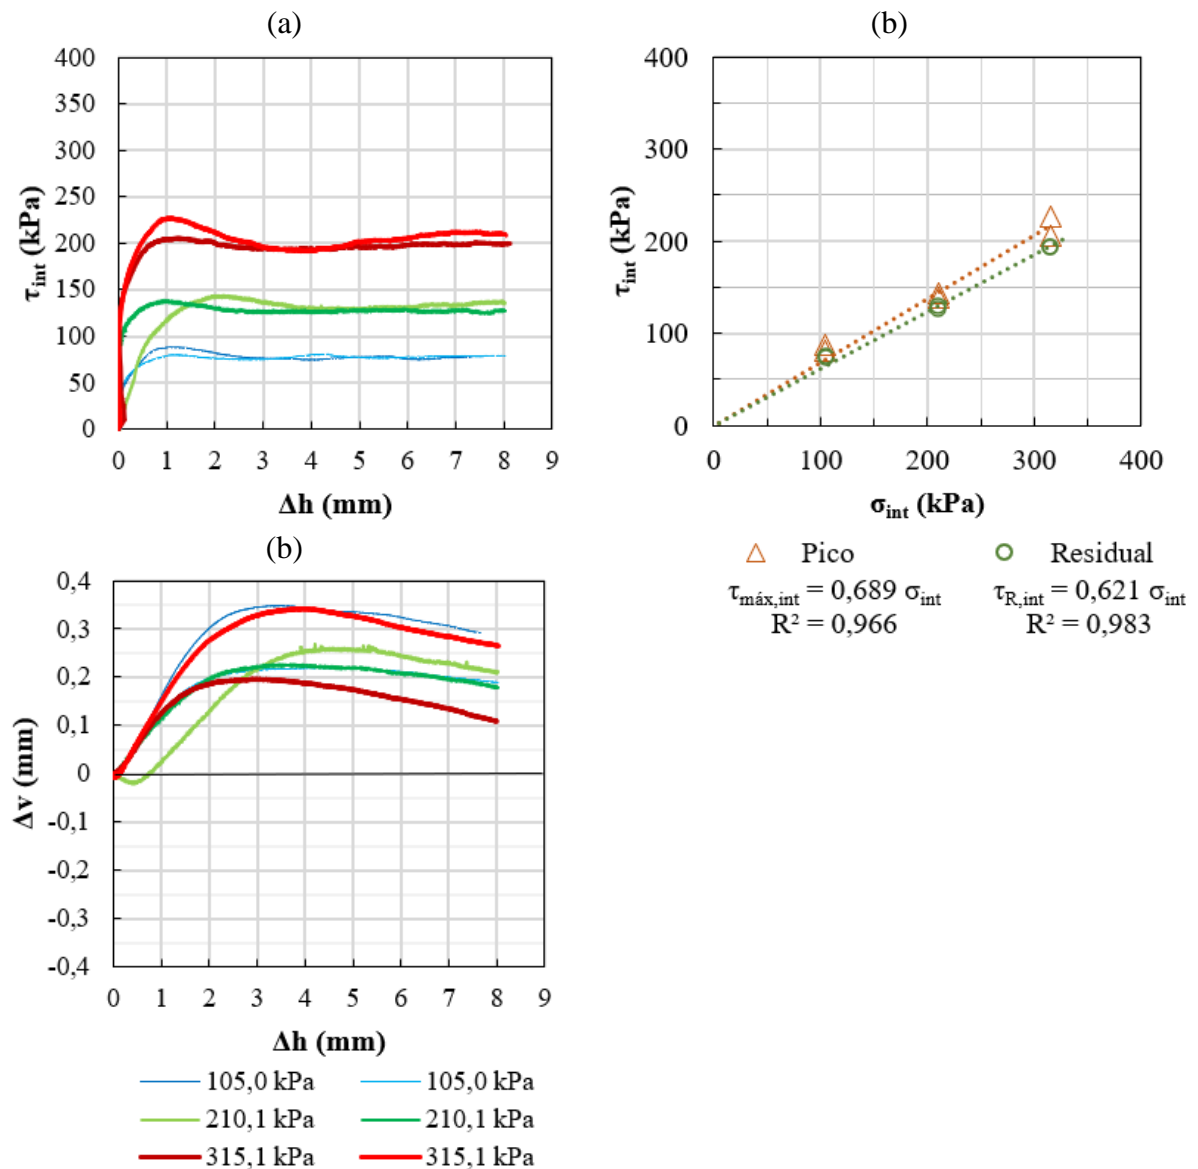 (a)
400
350
300
250
200
150
100
50
0
τint (kPa)
0 1 2 3 4 5 6 7 8 9
Δh (mm)
(b)
400
300
200
100
0
τint (kPa)
0 100 200 300 400
σint (kPa)
Pico Residual
τmáx,int = 0,689 σint τR,int = 0,621 σint
R² = 0,966 R² = 0,983
(b)
0,4
0,3
0,2
0,1
0
-0,1
-0,2
-0,3
-0,4
Δv (mm)
0 1 2 3 4 5 6 7 8 9
Δh (mm)
105,0 kPa 105,0 kPa
210,1 kPa 210,1 kPa
315,1 kPa 315,1 kPa